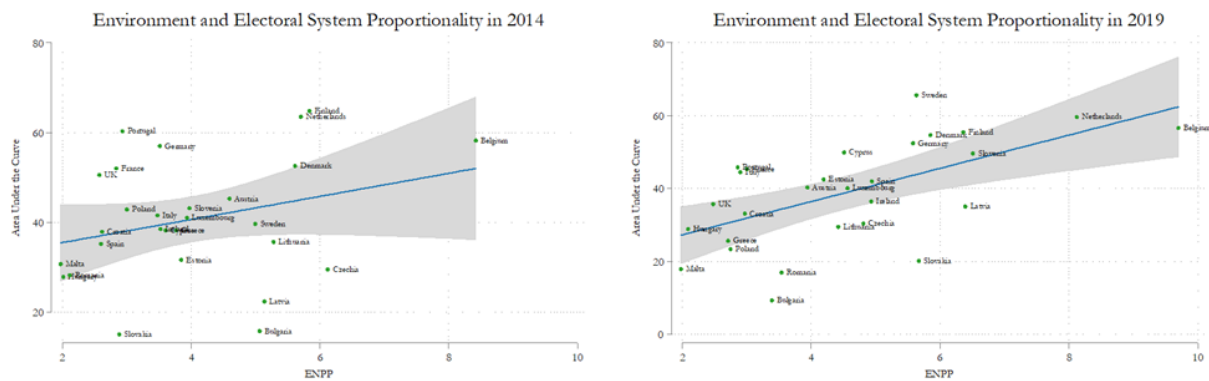 Environment and Electoral System Proportionality in 2014
80
60
40
20
Area Under the Curve
2 4 6 8 10
ENPP
Finland
Netherlands
Portugal
Germany
Belgium
France
Denmark
UK
Austria
Poland
Slovenia
Italy
Luxembourg
Sweden
Croatia
Spain
Lithuania
Estonia
Malta
Czechia
Romania
Hungary
Latvia
Bulgaria
Slovakia
Environment and Electoral System Proportionality in 2019
80
60
40
20
0
Area Under the Curve
2 4 6 8 10
ENPP
Sweden
Netherlands
Belgium
Finland
Denmark
Germany
Cyprus
Slovenia
Portugal
Italy
Estonia
Spain
Austria
Luxembourg
Ireland
UK
Latvia
Croatia
Czechia
Hungary
Lithuania
Greece
Poland
Slovakia
Malta
Romania
Bulgaria